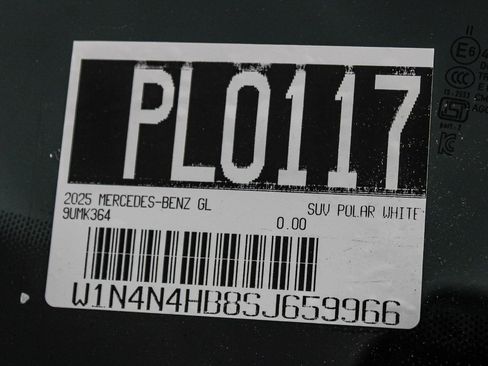 PL0117
2025 MERCEDES-BENZ GL SUV POLAR WHITE
9UMK364 0.00
W1N4N4HB8SJ659966